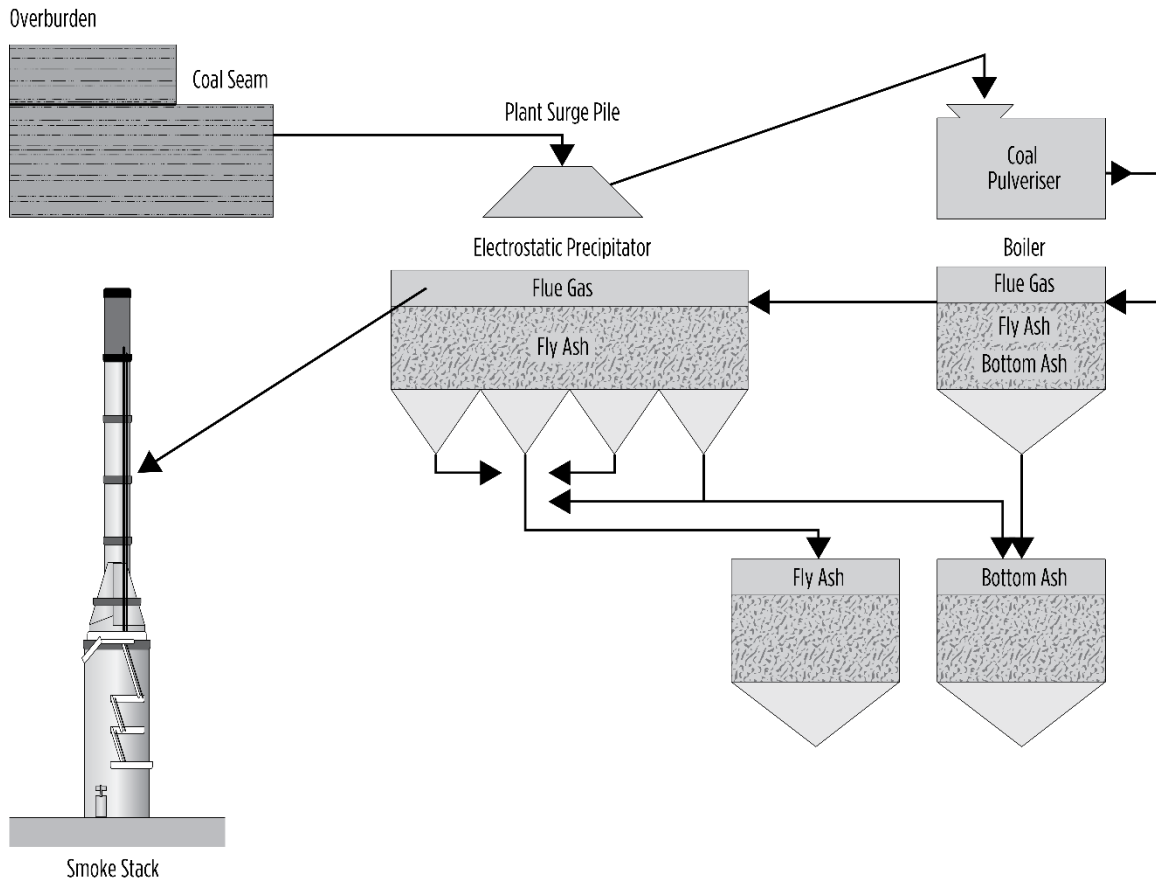 Overburden
Coal Seam
Plant Surge Pile
Coal
Pulveriser
Electrostatic Precipitator
Boiler
Flue Gas
Flue Gas
Fly Ash
Fly Ash
Bottom Ash
Fly Ash
Bottom Ash
Smoke Stack